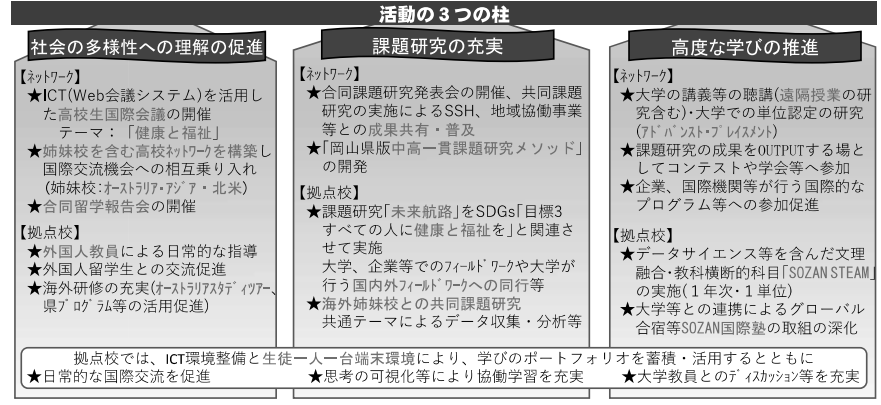 活動の３つの柱
社会の多様性への理解の促進
【ﾈｯﾄﾜｰｸ】
★ICT(Web会議システム)を活用し
た高校生国際会議の開催
テーマ：「健康と福祉」
★姉妹校を含む高校ﾈｯﾄﾜｰｸを構築し
国際交流機会への相互乗り入れ
(姉妹校：ｵｰｽﾄﾗﾘｱ・ｱｼﾞｱ・北米)
★合同留学報告会の開催
【拠点校】
★外国人教員による日常的な指導
★外国人留学生との交流促進
★海外研修の充実(ｵｰｽﾄﾗﾘｱｽﾀﾃﾞｨﾂｱｰ、
県ﾌﾟﾛｸﾞﾗﾑ等の活用促進)
課題研究の充実
【ﾈｯﾄﾜｰｸ】
★合同課題研究発表会の開催、共同課題
研究の実施によるSSH、地域協働事業
等との成果共有・普及
★「岡山県版中高一貫課題研究メソッド」
の開発
【拠点校】
★課題研究「未来航路」をSDGs「目標3
すべての人に健康と福祉を」と関連さ
せて実施
大学、企業等でのﾌｨｰﾙﾄﾞﾜｰｸや大学が
行う国内外ﾌｨｰﾙﾄﾞﾜｰｸへの同行等
★海外姉妹校との共同課題研究
共通テーマによるデータ収集・分析等
高度な学びの推進
【ﾈｯﾄﾜｰｸ】
★大学の講義等の聴講(遠隔授業の研
究含む)・大学での単位認定の研究
(ｱﾄﾞﾊﾞﾝｽﾄ・ﾌﾟﾚｲｽﾒﾝﾄ)
★課題研究の成果をOUTPUTする場と
してコンテストや学会等へ参加
★企業、国際機関等が行う国際的な
プログラム等への参加促進
【拠点校】
★データサイエンス等を含んだ文理
融合・教科横断的科目「SOZAN STEAM」
の実施(１年次・１単位)
★大学等との連携によるグローバル
合宿等SOZAN国際塾の取組の深化
拠点校では、ICT環境整備と生徒一人一台端末環境により、学びのポートフォリオを蓄積・活用するとともに
★日常的な国際交流を促進 ★思考の可視化等により協働学習を充実 ★大学教員とのﾃﾞｨｽｶｯｼｮﾝ等を充実